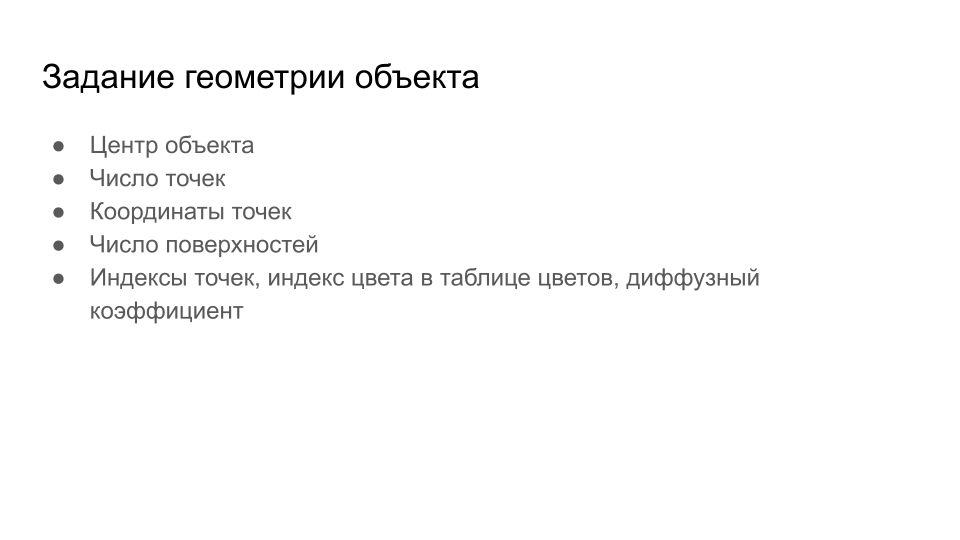 Задание геометрии объекта
● Центр объекта
● Число точек
● Координаты точек
● Число поверхностей
● Индексы точек, индекс цвета в таблице цветов, диффузный
коэффициент